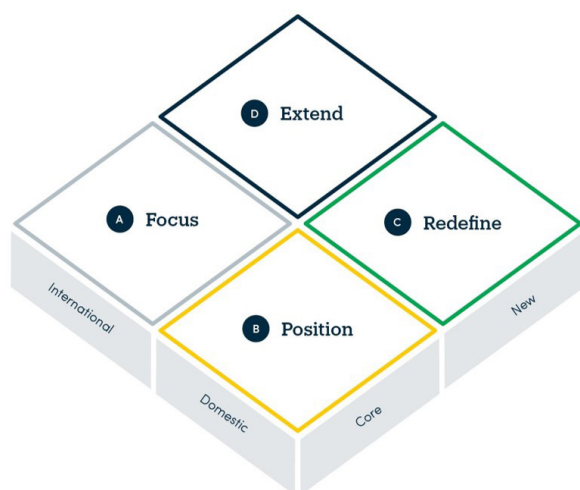 D Extend
A Focus
C Redefine
B Position
International
Domestic
Core
New